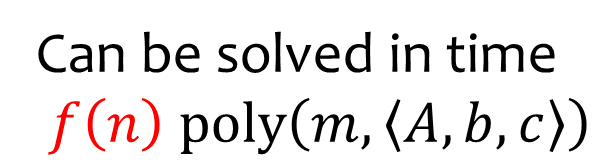 Can be solved in time
f(n) poly(m, ⟨A, b, c⟩)